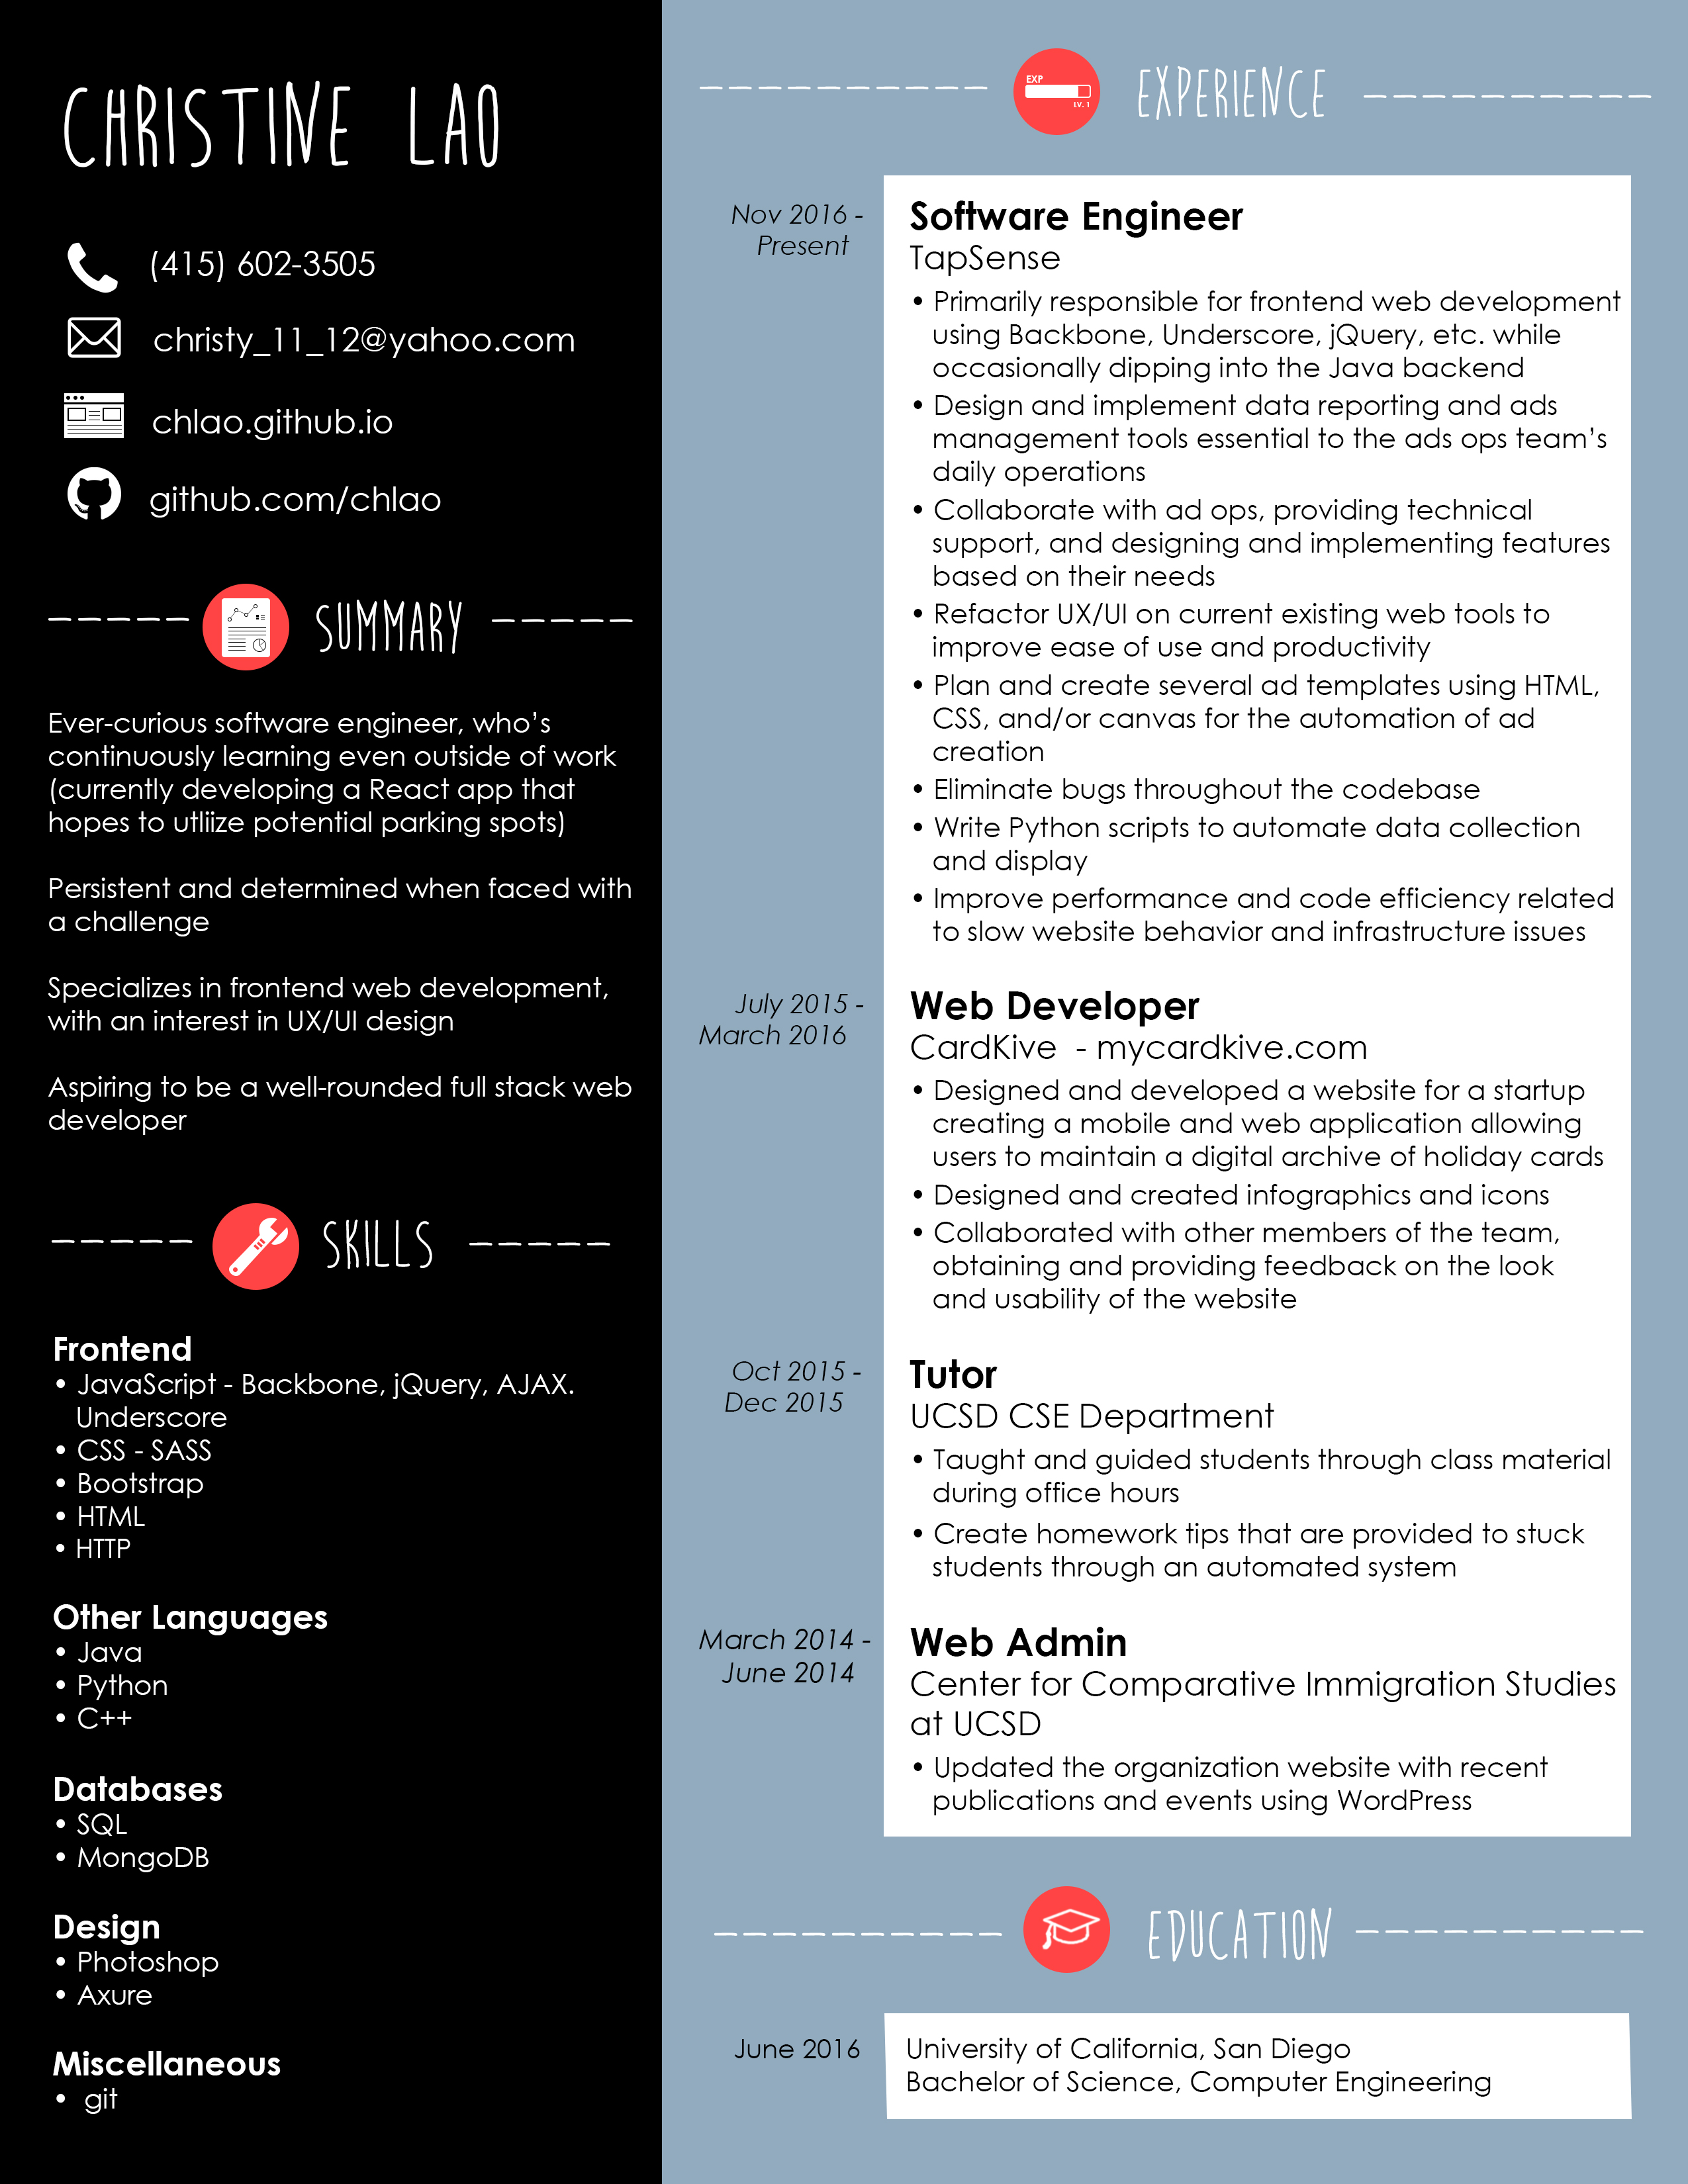 CHRISTINE LAO
(415) 602-3505
christy_11_12@yahoo.com
chlao.github.io
github.com/chlao
SUMMARY
Ever-curious software engineer, who's
continuously learning even outside of work
(currently developing a React app that
hopes to utliize potential parking spots)
Persistent and determined when faced with
a challenge
Specializes in frontend web development,
with an interest in UX/UI design
Aspiring to be a well-rounded full stack web
developer
SKILLS
Frontend
• JavaScript - Backbone, jQuery, AJAX.
Underscore
• CSS - SASS
• Bootstrap
• HTML
• HTTP
Other Languages
• Java
• Python
• C++
Databases
• SQL
• MongoDB
Design
• Photoshop
• Axure
Miscellaneous
• git
EXP
LV. 1
EXPERIENCE
Nov 2016 -
Present
Software Engineer
TapSense
• Primarily responsible for frontend web development
using Backbone, Underscore, jQuery, etc. while
occasionally dipping into the Java backend
• Design and implement data reporting and ads
management tools essential to the ads ops team's
daily operations
• Collaborate with ad ops, providing technical
support, and designing and implementing features
based on their needs
• Refactor UX/UI on current existing web tools to
improve ease of use and productivity
• Plan and create several ad templates using HTML,
CSS, and/or canvas for the automation of ad
creation
• Eliminate bugs throughout the codebase
• Write Python scripts to automate data collection
and display
• Improve performance and code efficiency related
to slow website behavior and infrastructure issues
July 2015 -
March 2016
Web Developer
CardKive - mycardkive.com
• Designed and developed a website for a startup
creating a mobile and web application allowing
users to maintain a digital archive of holiday cards
• Designed and created infographics and icons
• Collaborated with other members of the team,
obtaining and providing feedback on the look
and usability of the website
Oct 2015 -
Dec 2015
Tutor
UCSD CSE Department
• Taught and guided students through class material
during office hours
• Create homework tips that are provided to stuck
students through an automated system
March 2014 -
June 2014
Web Admin
Center for Comparative Immigration Studies
at UCSD
• Updated the organization website with recent
publications and events using WordPress
EDUCATION
June 2016
University of California, San Diego
Bachelor of Science, Computer Engineering